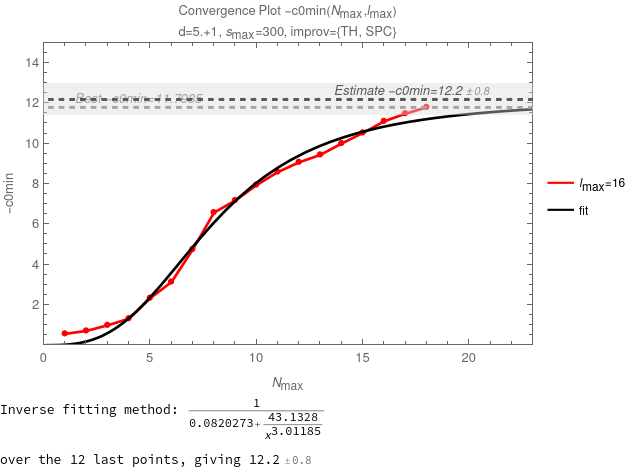 Convergence Plot −c0min(Nmax,lmax)
d=5.+1, smax=300, improv={TH, SPC}
Estimate −c0min=12.2 ±0.8
Best −c0min=11.7985
−c0min
14
12
10
8
6
4
2
0 5 10 15 20
Nmax
lmax=16
fit
Inverse fitting method: 1
0.0820273+ 43.1328
x^3.01185
over the 12 last points, giving 12.2 ±0.8